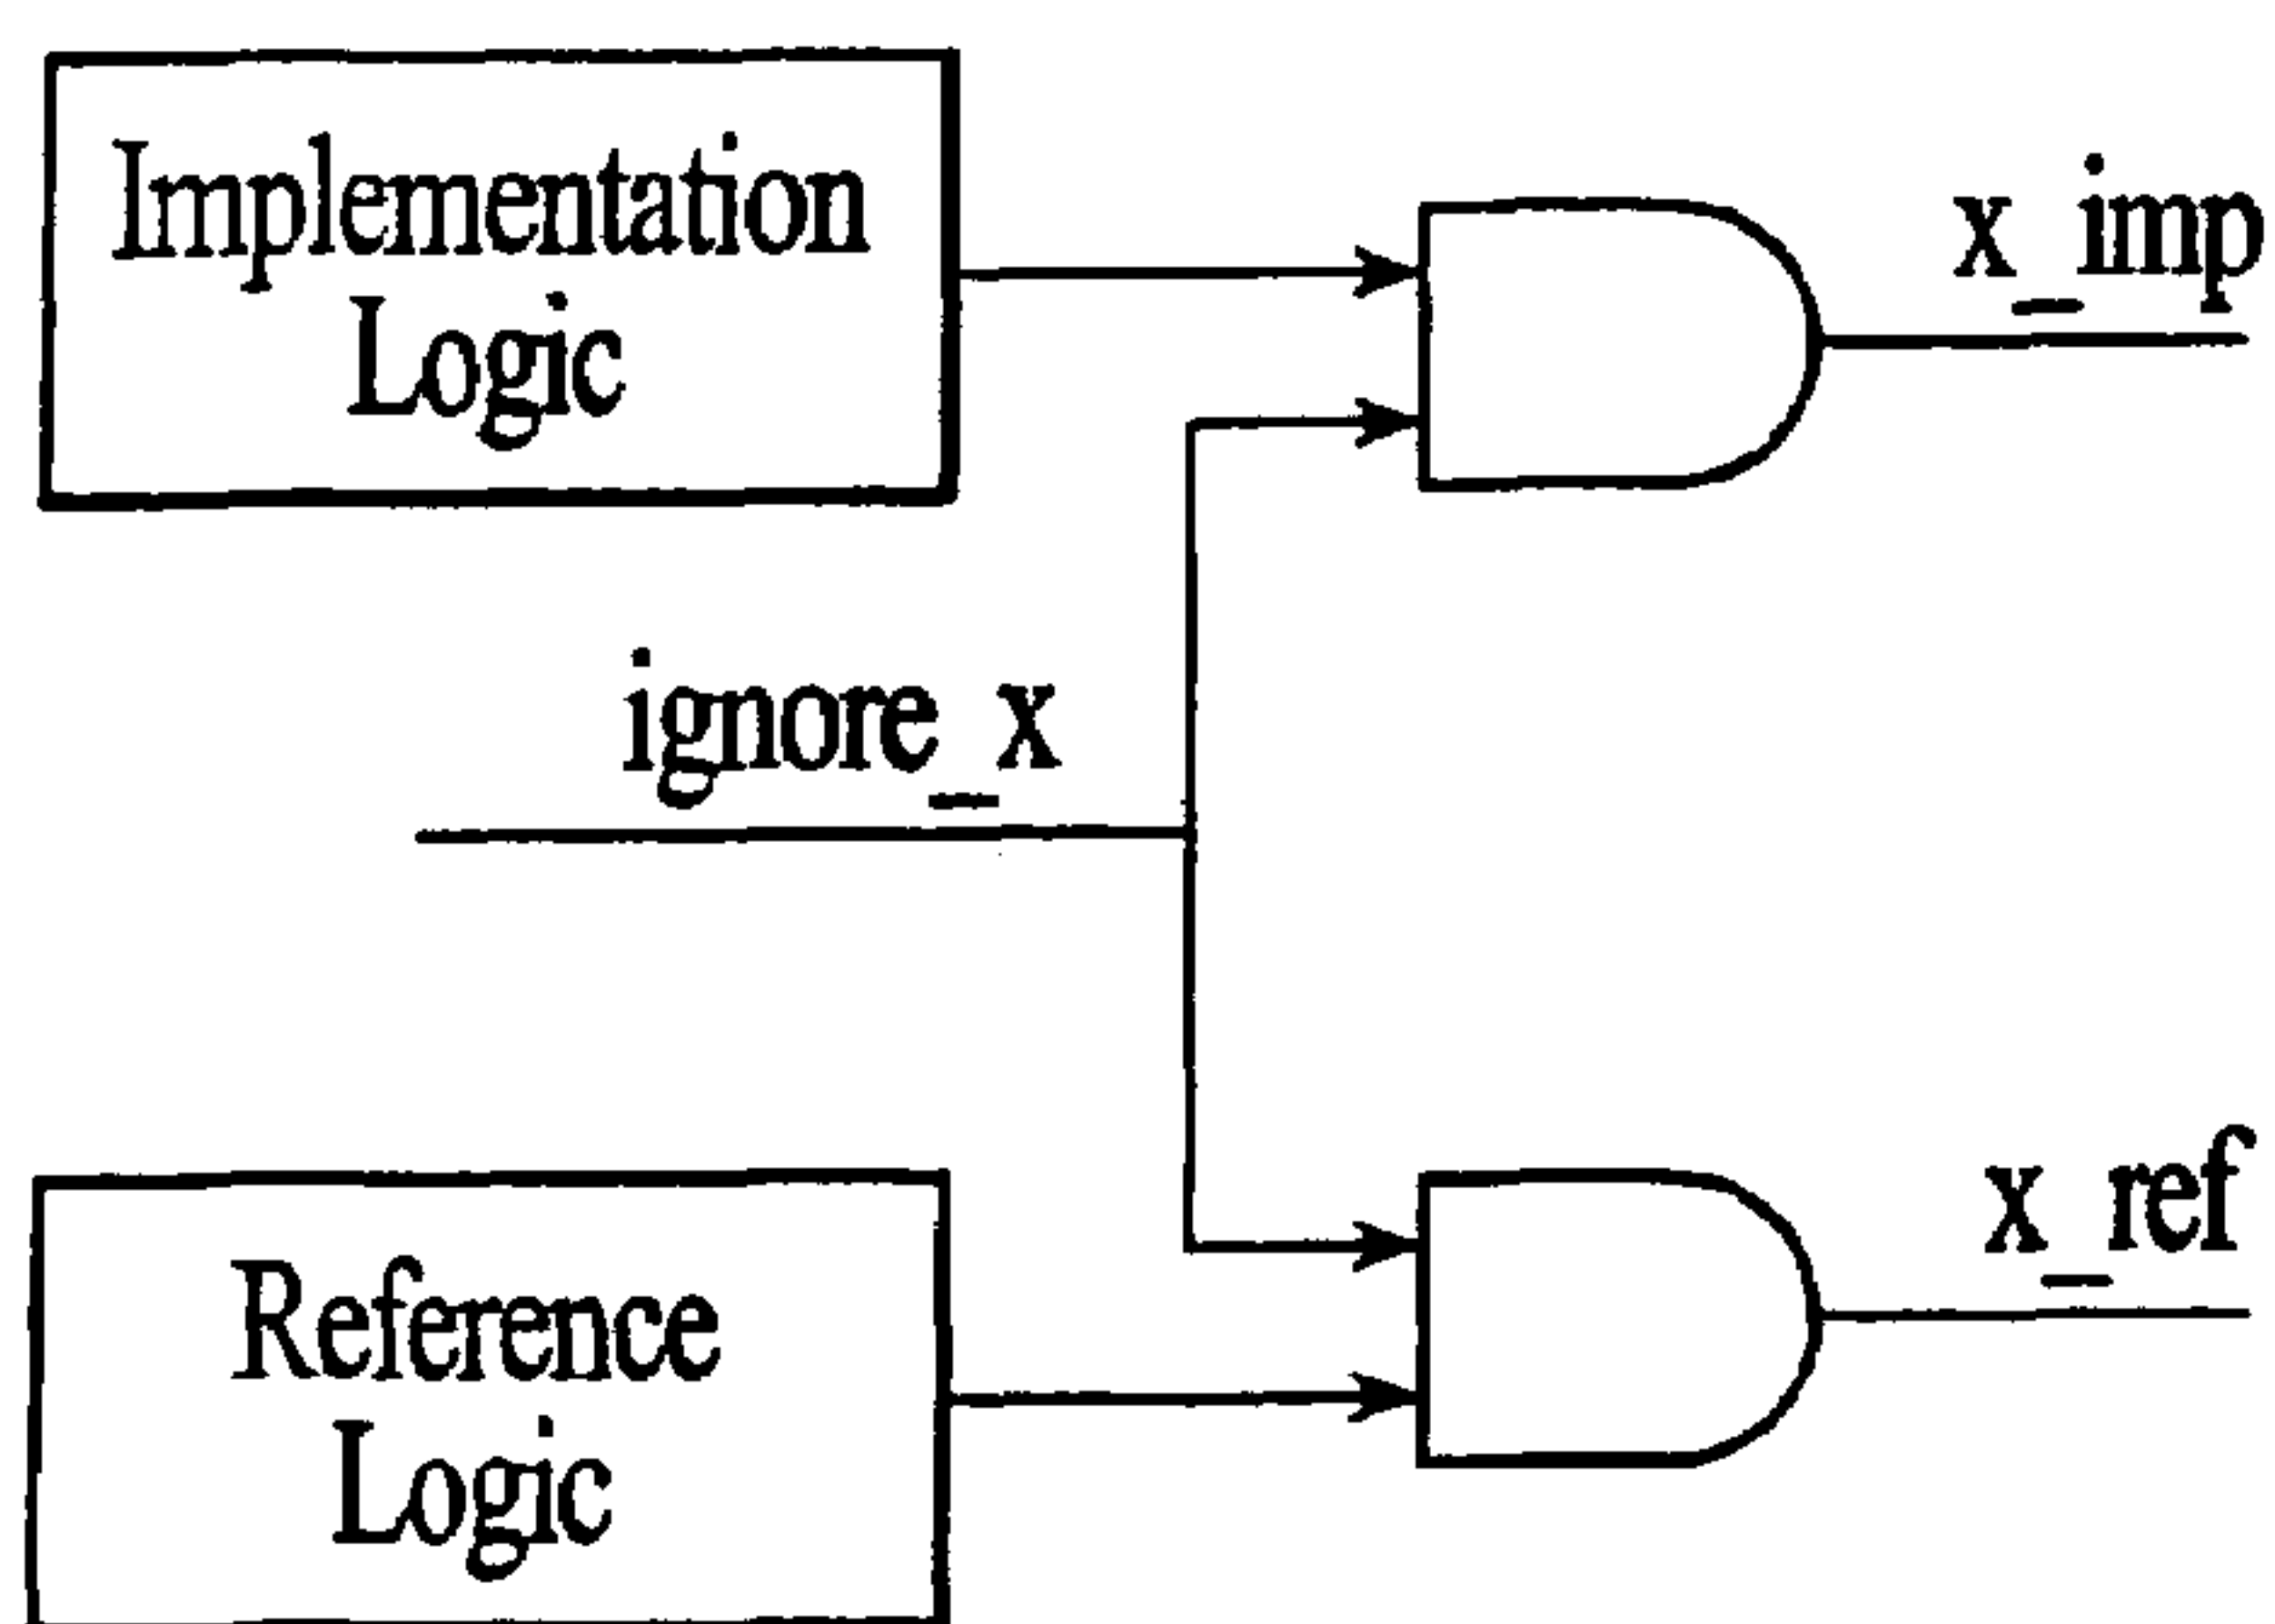 Implementation
Logic
x_imp
ignore_x
x_ref
Reference
Logic